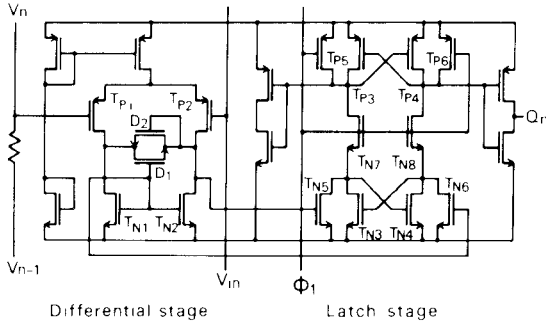 Vn
TP5
TP6
TP1
TP2
D2
TP3
TP4
Qn
D1
TN7
TN8
TN5
TN6
TN1
TN2
TN3
TN4
Vn-1
Vin
Φ1
Differential stage
Latch stage